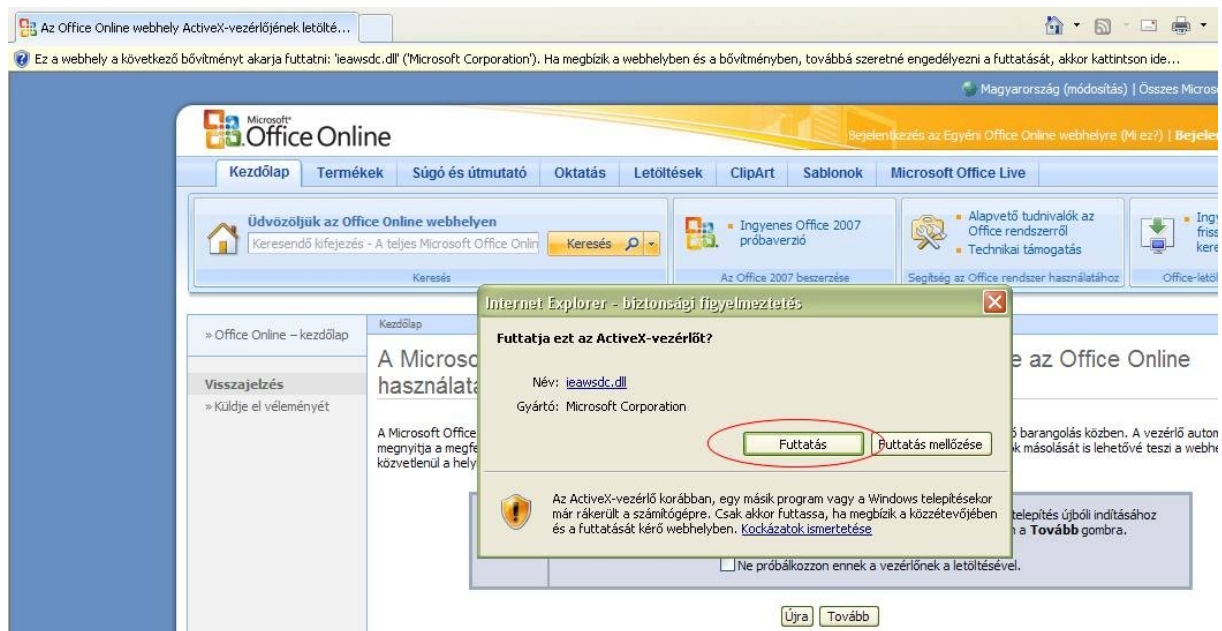 Az Office Online webhely ActiveX-vezérlőjének letölté...
Ez a webhely a következő bővítményt akarja futtatni: 'ieawsdc.dll' ('Microsoft Corporation'). Ha megbízik a webhelyben és a bővítményben, továbbá szeretné engedélyezni a futtatását, akkor kattintson ide...
Magyarország (módosítás) | Összes Micros
Microsoft
Office Online
Bejelentkezés az Egyéni Office Online webhelyre (Mi ez?) | Bejele
Kezdőlap Termékek Súgó és útmutató Oktatás Letöltések ClipArt Sablonok Microsoft Office Live
Üdvözöljük az Office Online webhelyen
Keresendő kifejezés - A teljes Microsoft Office Onlin Keresés
Keresés
Ingyenes Office 2007
próbaverzió
Az Office 2007 beszerzése
Alapvető tudnivalók az
Office rendszerről
Technikai támogatás
Segítség az Office rendszer használatához
Ingy
friss
kere
Office-letöl
» Office Online – kezdőlap
Visszajelzés
» Küldje el véleményét
Kezdőlap
A Microsc e az Office Online
használata
A Microsoft Office barangolás közben. A vezérlő autom
megnyitja a megfe k másolását is lehetővé teszi a webhe
közvetlenül a hely
Internet Explorer - biztonsági figyelmeztetés
Futtatja ezt az ActiveX-vezérlőt?
Név: ieawsdc.dll
Gyártó: Microsoft Corporation
Futtatás Futtatás mellőzése
Az ActiveX-vezérlő korábban, egy másik program vagy a Windows telepítésekor
már rákerült a számítógépre. Csak akkor futtassa, ha megbízik a közzétevőjében
és a futtatását kérő webhelyben. Kockázatok ismertetése
telepítés újbóli indításához
a Tovább gombra.
Ne próbálkozzon ennek a vezérlőnek a letöltésével.
Újra Tovább